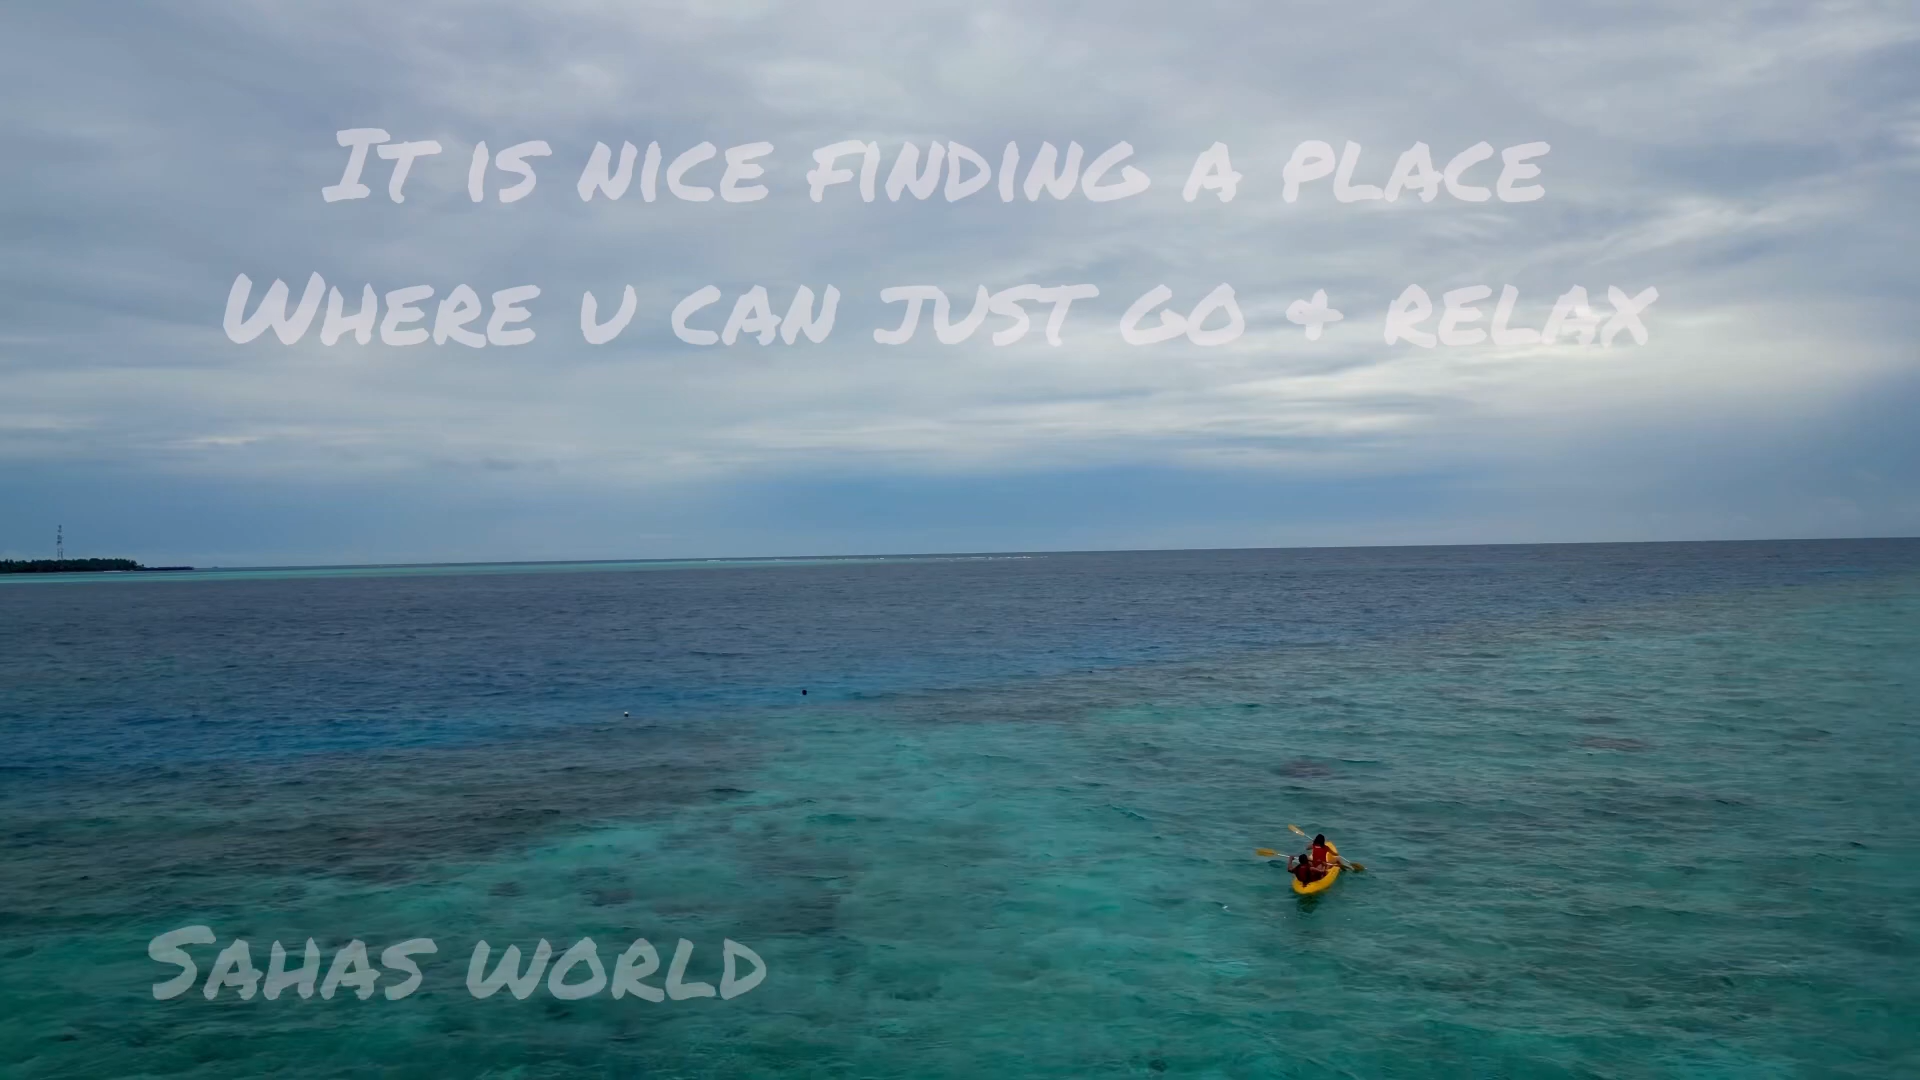 It is nice finding a place
Where u can just go & relax
Sahas world